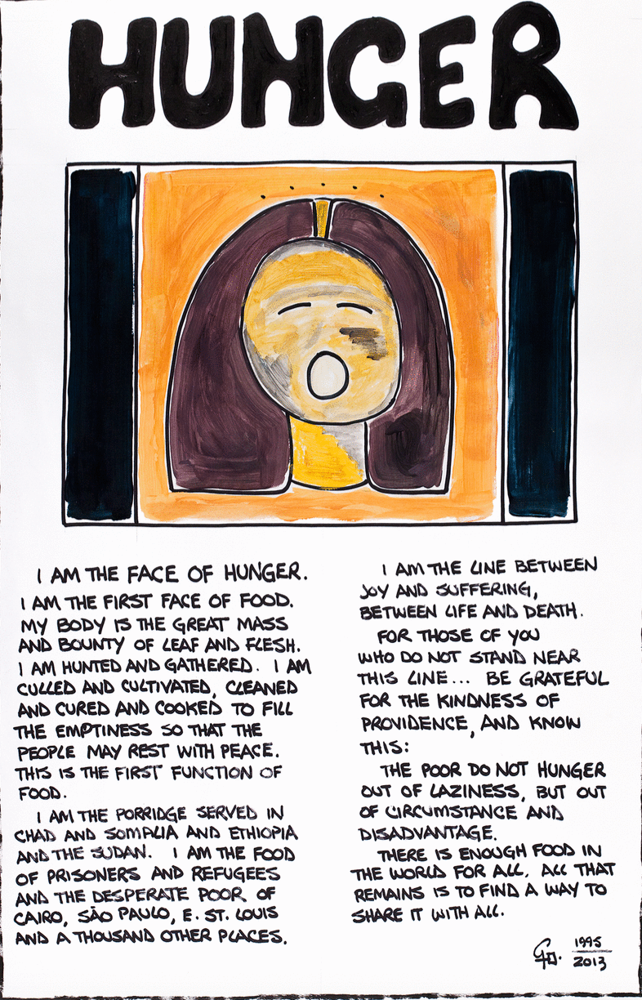 HUNGER
I AM THE FACE OF HUNGER.
I AM THE FIRST FACE OF FOOD.
MY BODY IS THE GREAT MASS
AND BOUNTY OF LEAF AND FLESH.
I AM HUNTED AND GATHERED. I AM
CULLED AND CULTIVATED, CLEANED
AND CURED AND COOKED TO FILL
THE EMPTINESS SO THAT THE
PEOPLE MAY REST WITH PEACE.
THIS IS THE FIRST FUNCTION OF
FOOD.
I AM THE PORRIDGE SERVED IN
CHAD AND SOMALIA AND ETHIOPIA
AND THE SUDAN. I AM THE FOOD
OF PRISONERS AND REFUGEES
AND THE DESPERATE POOR OF
CAIRO, SÃO PAULO, E. ST. LOUIS
AND A THOUSAND OTHER PLACES.
I AM THE LINE BETWEEN
JOY AND SUFFERING,
BETWEEN LIFE AND DEATH.
FOR THOSE OF YOU
WHO DO NOT STAND NEAR
THIS LINE... BE GRATEFUL
FOR THE KINDNESS OF
PROVIDENCE, AND KNOW
THIS:
THE POOR DO NOT HUNGER
OUT OF LAZINESS, BUT OUT
OF CIRCUMSTANCE AND
DISADVANTAGE.
THERE IS ENOUGH FOOD IN
THE WORLD FOR ALL. ALL THAT
REMAINS IS TO FIND A WAY TO
SHARE IT WITH ALL.
1995
2013